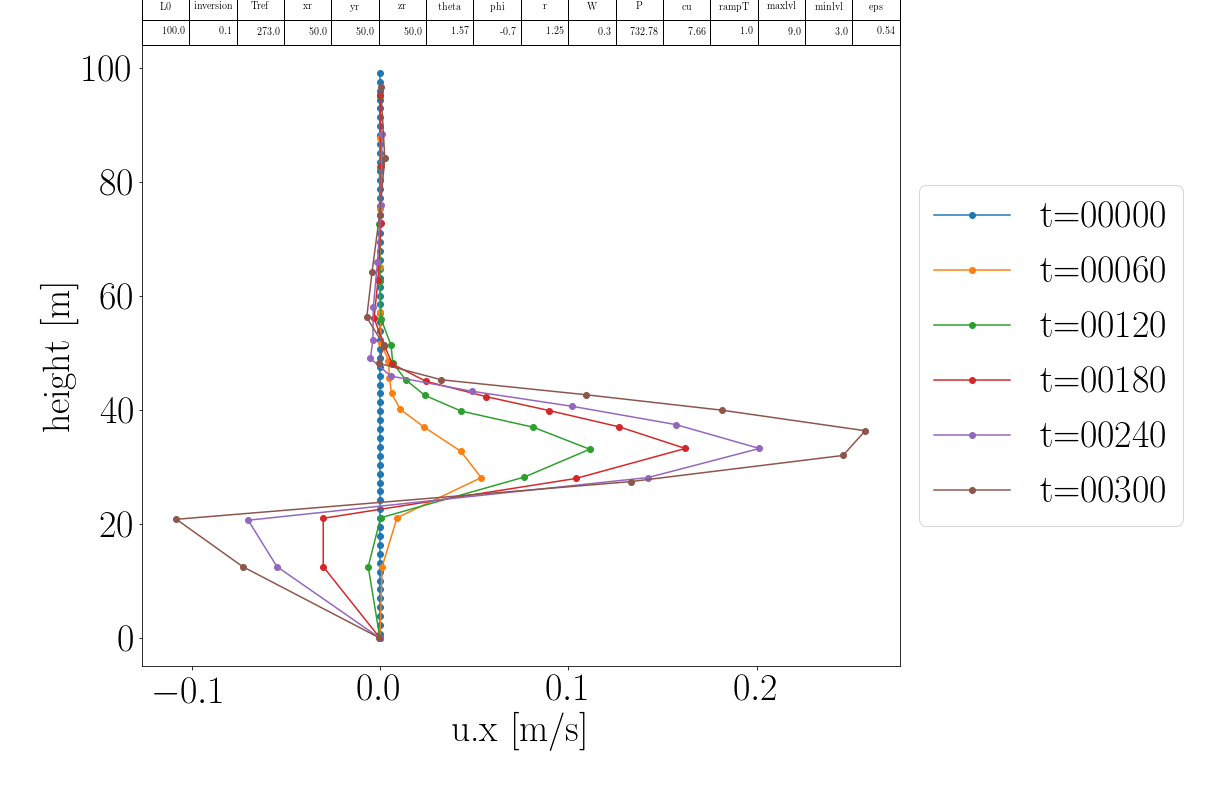 L0 inversion Tref xr yr zr theta phi r W P cu rampT maxlvl minlvl eps
100.0 0.1 273.0 50.0 50.0 50.0 1.57 -0.7 1.25 0.3 732.78 7.66 1.0 9.0 3.0 0.54
100
80
60
40
20
0
height [m]
−0.1 0.0 0.1 0.2
u.x [m/s]
t=00000
t=00060
t=00120
t=00180
t=00240
t=00300